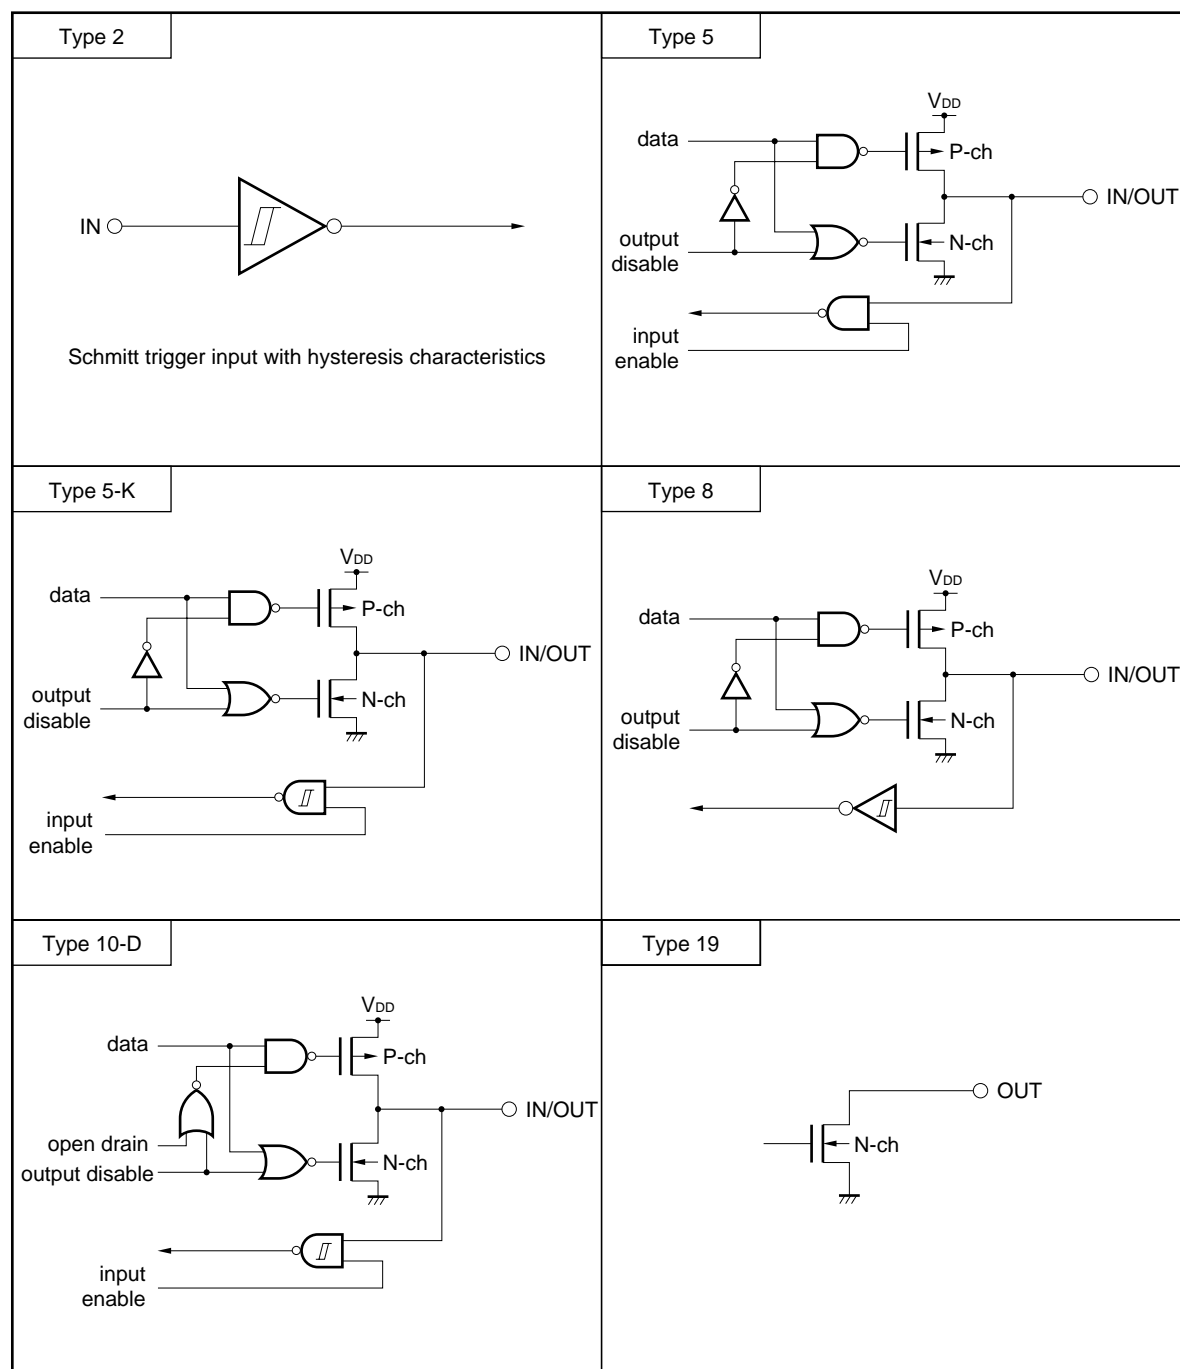 Type 2
IN
Schmitt trigger input with hysteresis characteristics
Type 5
VDD
data
P-ch
IN/OUT
output
disable
N-ch
input
enable
Type 5-K
VDD
data
P-ch
IN/OUT
output
disable
N-ch
input
enable
Type 8
VDD
data
P-ch
IN/OUT
output
disable
N-ch
Type 10-D
VDD
data
P-ch
IN/OUT
open drain
output disable
N-ch
input
enable
Type 19
OUT
N-ch